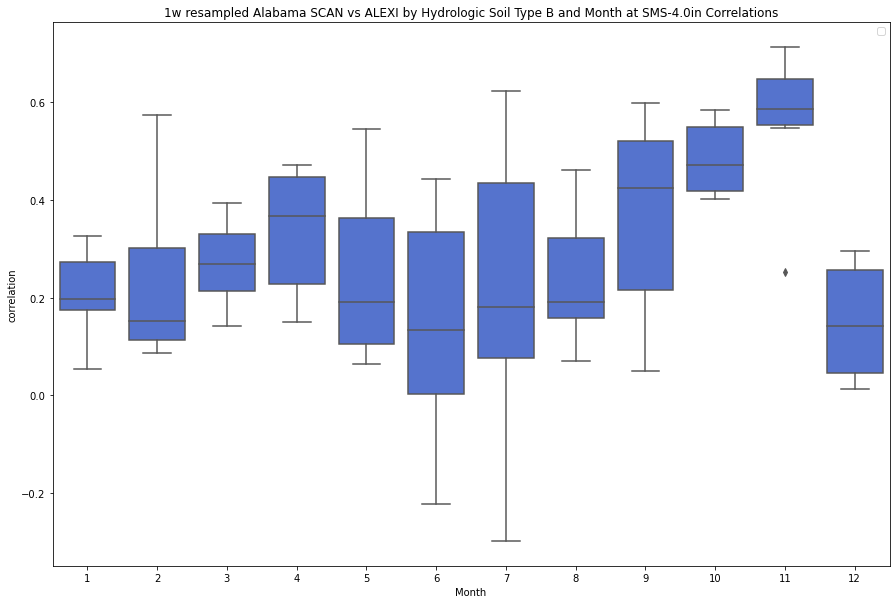 1w resampled Alabama SCAN vs ALEXI by Hydrologic Soil Type B and Month at SMS-4.0in Correlations
correlation
0.6
0.4
0.2
0.0
−0.2
1 2 3 4 5 6 7 8 9 10 11 12
Month